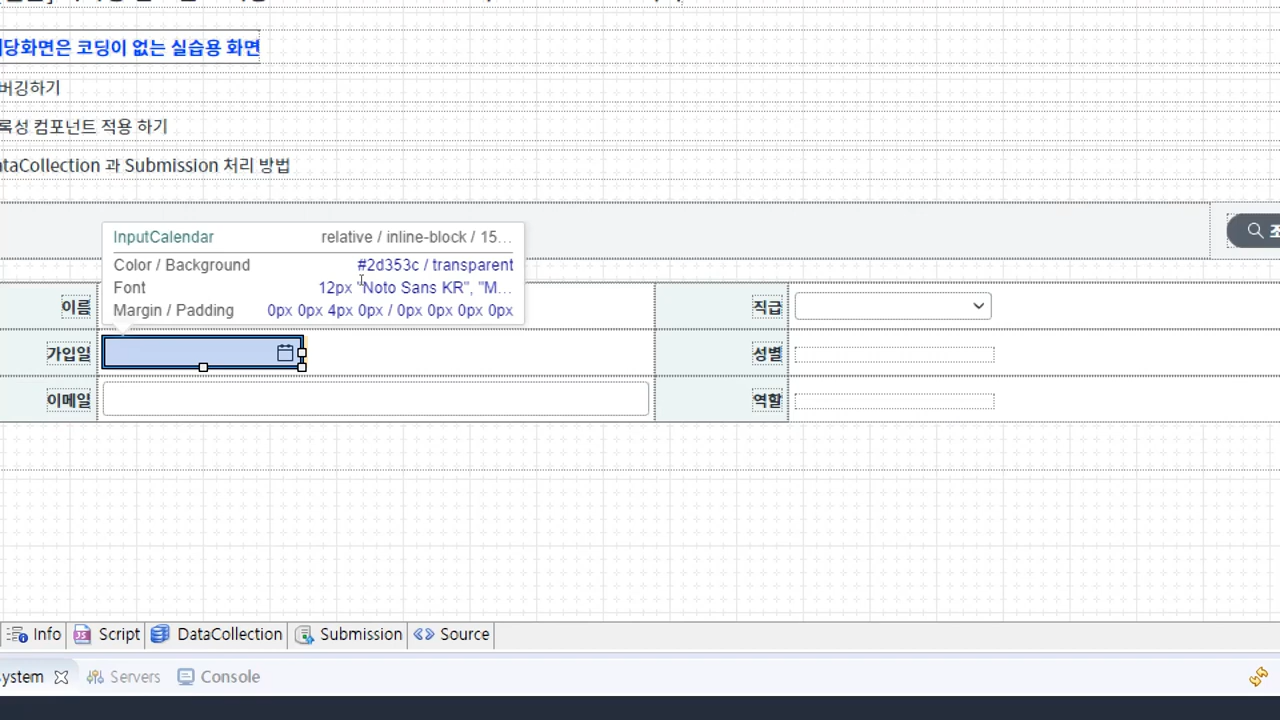 해당화면은 코딩이 없는 실습용 화면
버깅하기
록성 컴포넌트 적용 하기
ataCollection 과 Submission 처리 방법
InputCalendar relative / inline-block / 15...
Color / Background #2d353c / transparent
Font 12px "Noto Sans KR", "M...
Margin / Padding 0px 0px 4px 0px / 0px 0px 0px 0px
이름 직급
가입일 성별
이메일 역할
Info Script DataCollection Submission Source
System Servers Console